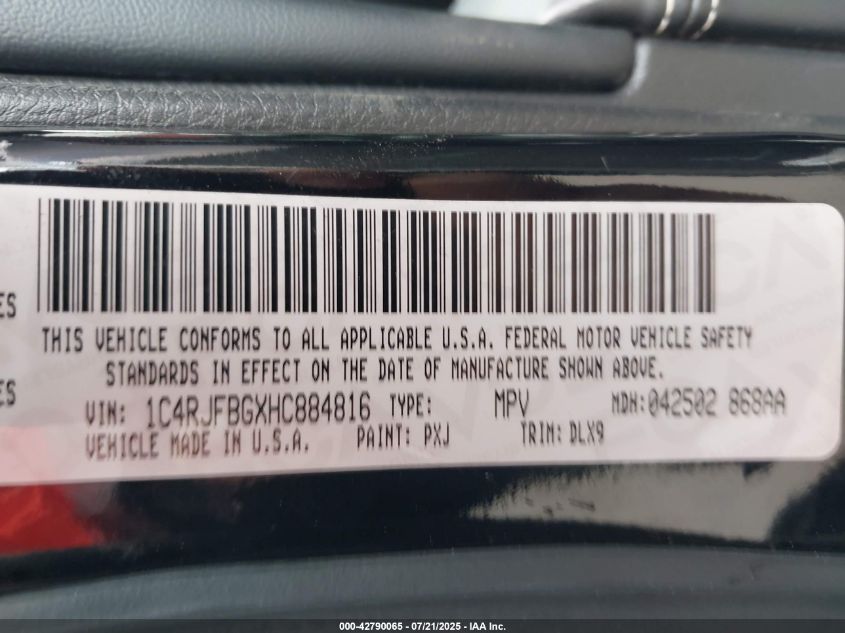 ES
THIS VEHICLE CONFORMS TO ALL APPLICABLE U.S.A. FEDERAL MOTOR VEHICLE SAFETY
STANDARDS IN EFFECT ON THE DATE OF MANUFACTURE SHOWN ABOVE.
ES
VIN: 1C4RJFBGXHC884816 TYPE: MPV MDH:042502 868AA
VEHICLE MADE IN U.S.A. PAINT: PXJ TRIM: DLX9
000-42790065 - 07/21/2025 - IAA Inc.